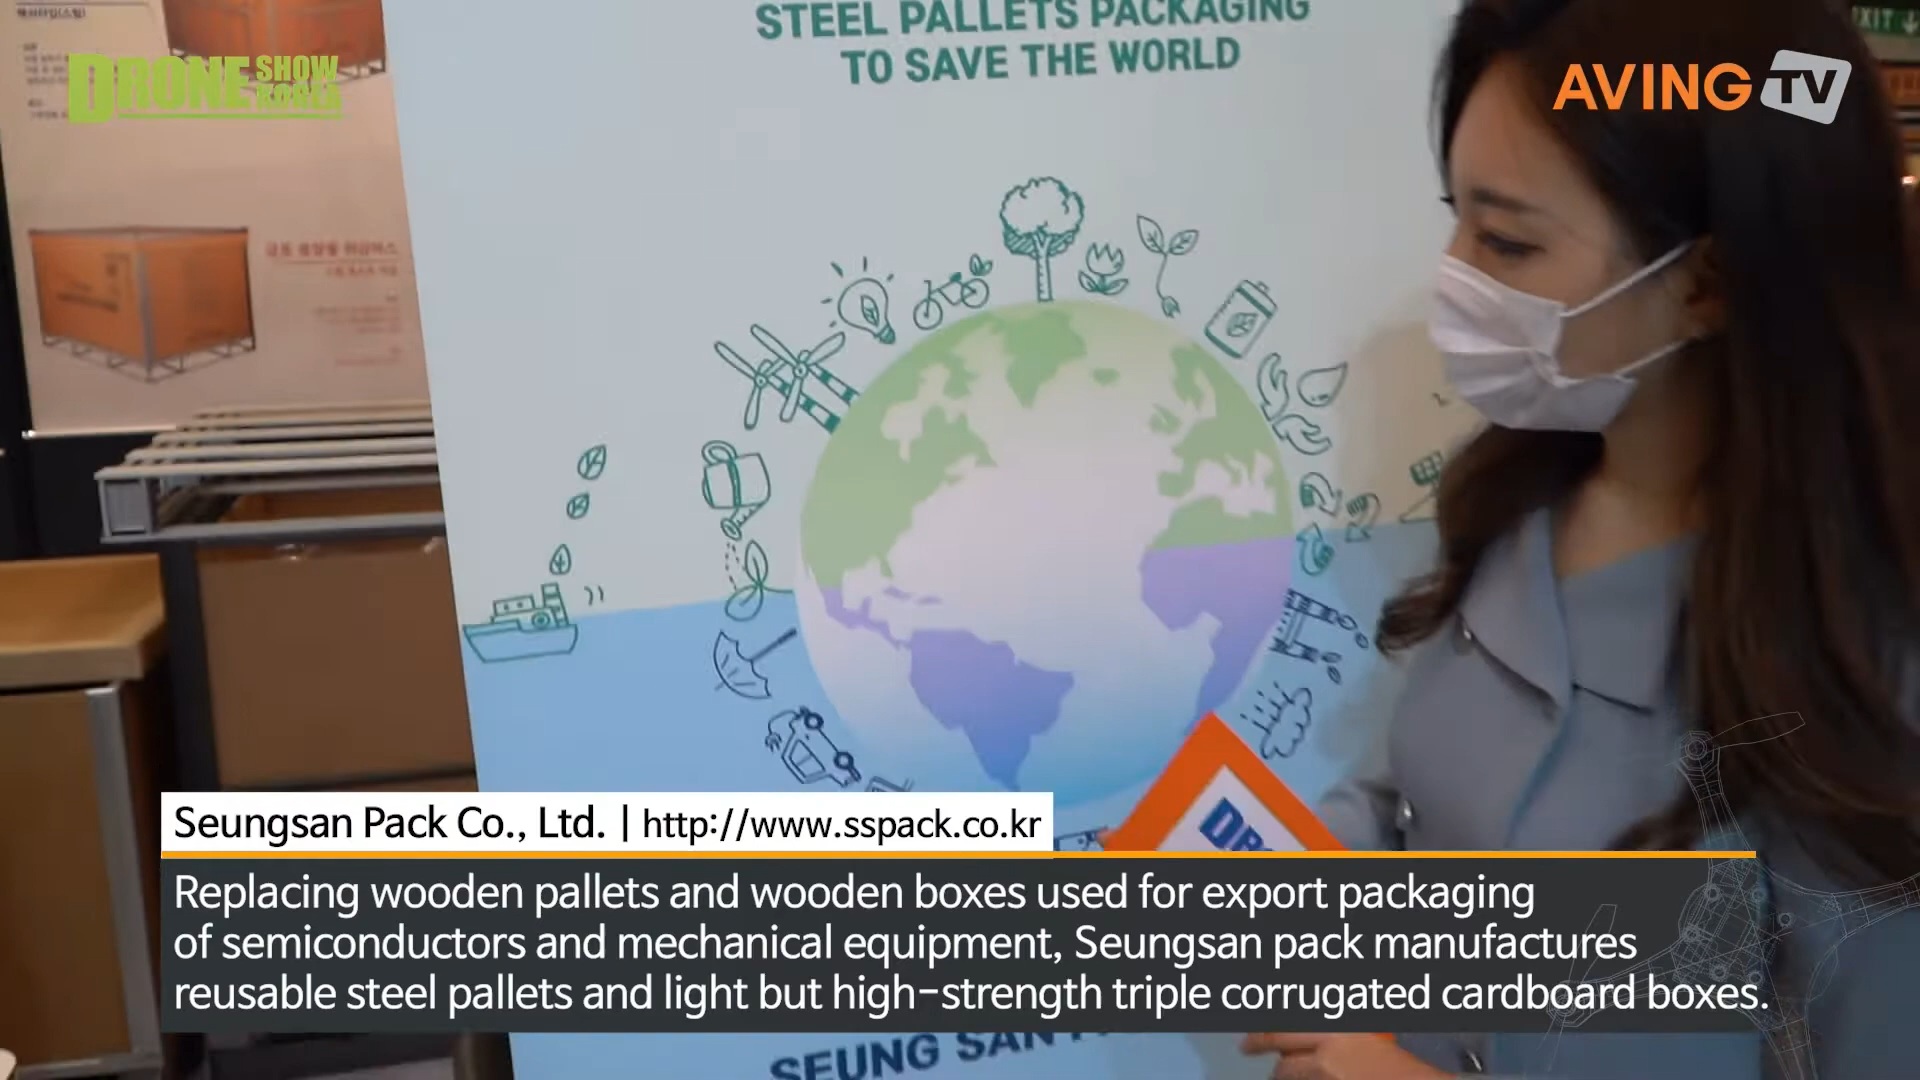 STEEL PALLETS PACKAGING
TO SAVE THE WORLD
DRONE SHOW KOREA
AVING TV
EXIT
Seungsan Pack Co., Ltd. | http://www.sspack.co.kr
Replacing wooden pallets and wooden boxes used for export packaging
of semiconductors and mechanical equipment, Seungsan pack manufactures
reusable steel pallets and light but high-strength triple corrugated cardboard boxes.
SEUNG SAN